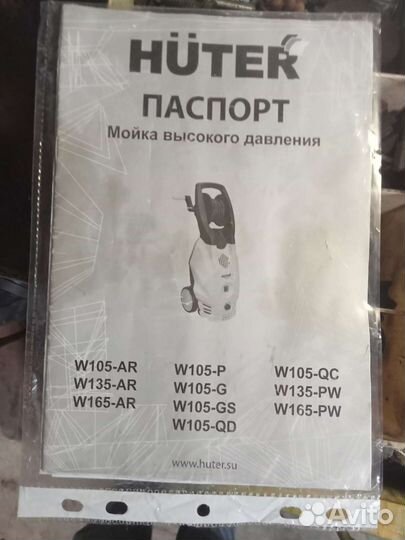 HÜTER
ПАСПОРТ
Мойка высокого давления
W105-AR
W135-AR
W165-AR
W105-P
W105-G
W105-GS
W105-QD
W105-QC
W135-PW
W165-PW
www.huter.su
Avito